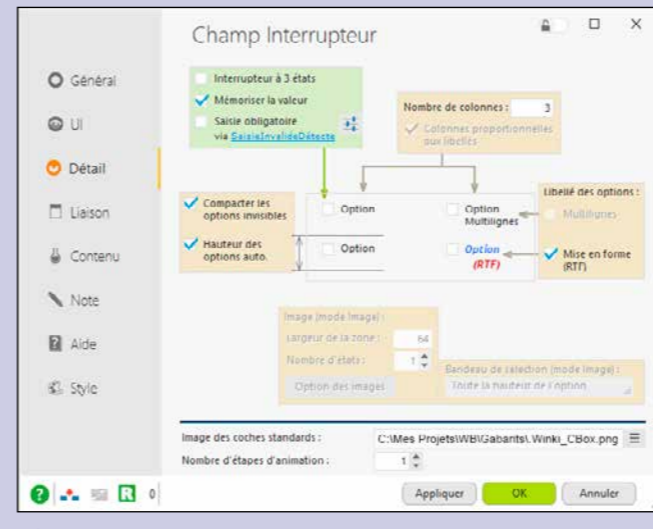 Champ Interrupteur
Général
UI
Détail
Liaison
Contenu
Note
Aide
Style
Interrupteur à 3 états
Mémoriser la valeur
Saisie obligatoire
via SaisieInvalideDétecte
Nombre de colonnes : 3
Colonnes proportionnelles
aux libellés
Compacter les
options invisibles
Hauteur des
options auto.
Option
Option
Multilignes
Option
Option
(RTF)
Libellé des options :
Multilignes
Mise en forme
(RTF)
Image (mode Image) :
Largeur de la zone : 64
Nombre d'états : 1
Option des images
Bandeau de sélection (mode Image) :
Toute la hauteur de l'option
Image des coches standards : C:\Mes Projets\WB\Gabarits\.Winki_CBox.png
Nombre d'étapes d'animation : 1
? R 0
Appliquer OK Annuler